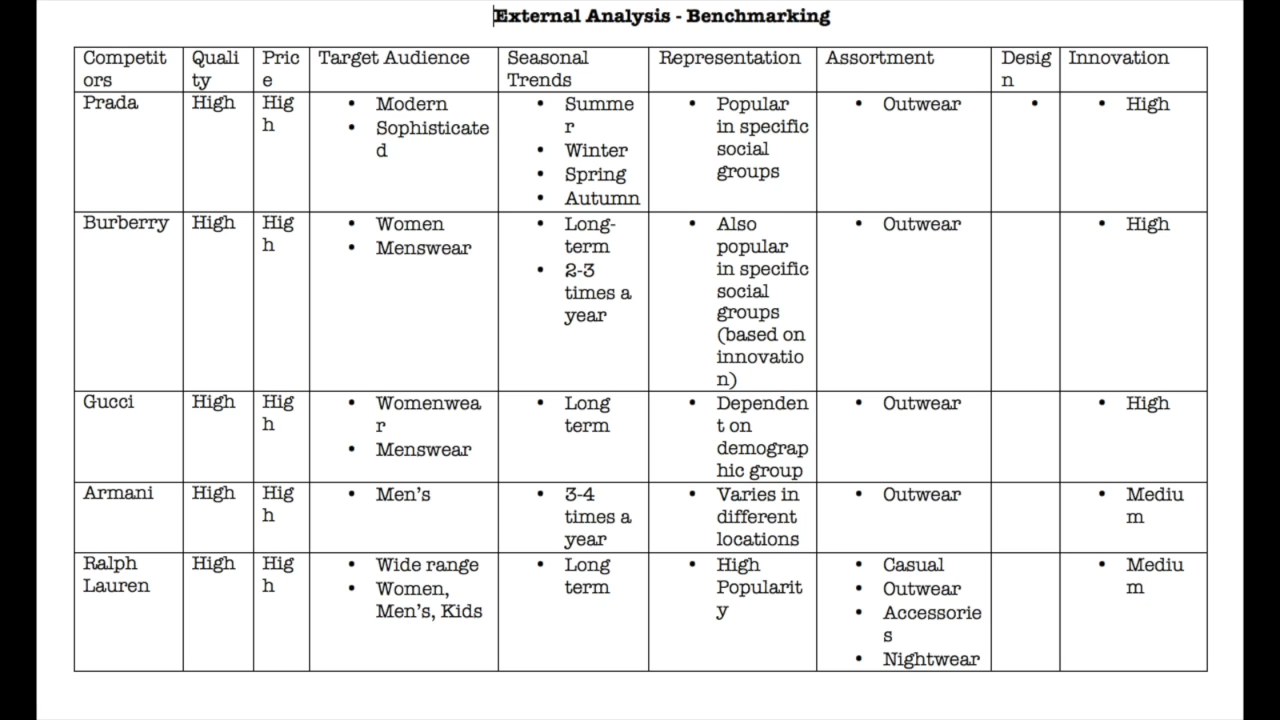 External Analysis - Benchmarking
Competit
ors
Quali
ty
Pric
e
Target Audience
Seasonal
Trends
Representation
Assortment
Desig
n
Innovation
Prada
High
Hig
h
• Modern
• Sophisticate
d
• Summe
r
• Winter
• Spring
• Autumn
• Popular
in specific
social
groups
• Outwear
•
• High
Burberry
High
Hig
h
• Women
• Menswear
• Long-
term
• 2-3
times a
year
• Also
popular
in specific
social
groups
(based on
innovatio
n)
• Outwear
• High
Gucci
High
Hig
h
• Womenwea
r
• Menswear
• Long
term
• Dependen
t on
demograp
hic group
• Outwear
• High
Armani
High
Hig
h
• Men's
• 3-4
times a
year
• Varies in
different
locations
• Outwear
• Mediu
m
Ralph
Lauren
High
Hig
h
• Wide range
• Women,
Men's, Kids
• Long
term
• High
Popularit
y
• Casual
• Outwear
• Accessorie
s
• Nightwear
• Mediu
m